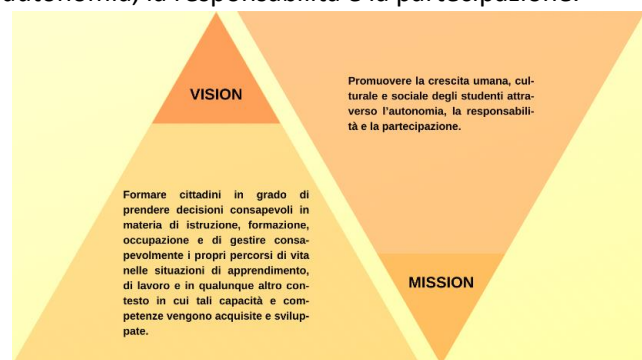 autonomia, la responsabilità e la partecipazione.
VISION
Formare cittadini in grado di
prendere decisioni consapevoli in
materia di istruzione, formazione,
occupazione e di gestire consa-
pevolmente i propri percorsi di vita
nelle situazioni di apprendimento,
di lavoro e in qualunque altro con-
testo in cui tali capacità e com-
petenze vengono acquisite e svilup-
pate.
Promuovere la crescita umana, cul-
turale e sociale degli studenti attra-
verso l'autonomia, la responsabili-
tà e la partecipazione.
MISSION